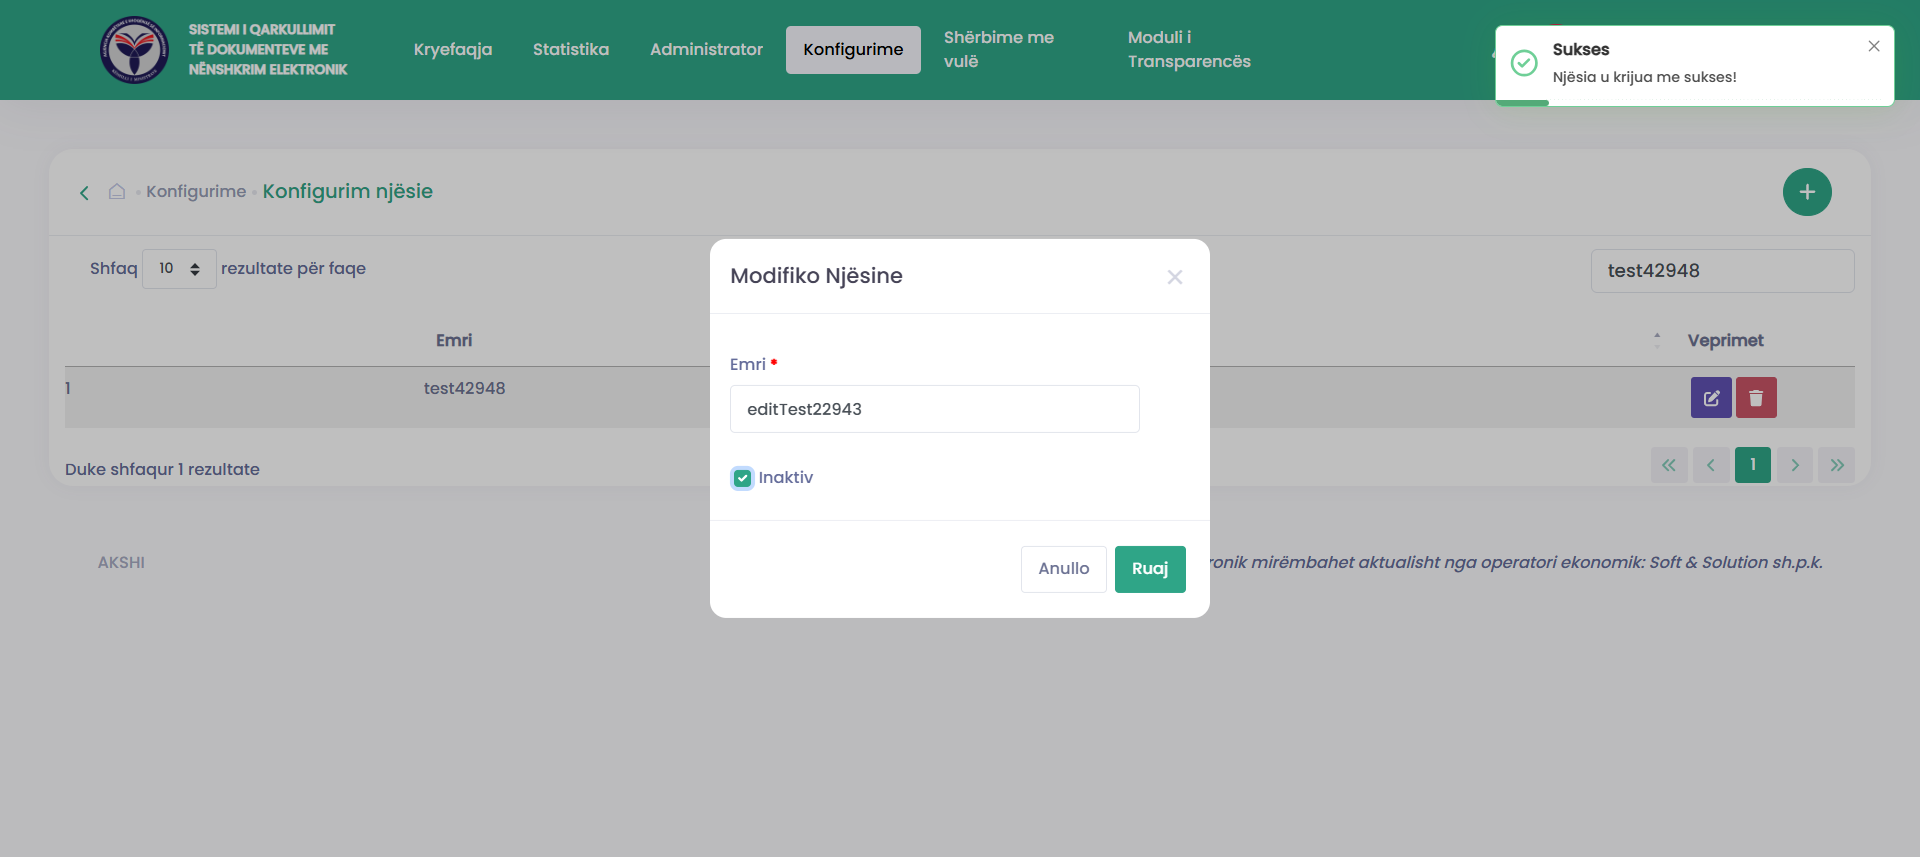 SISTEMI I QARKULLIMIT
TË DOKUMENTEVE ME
NËNSHKRIM ELEKTRONIK
Kryefaqja
Statistika
Administrator
Konfigurime
Shërbime me
vulë
Moduli i
Transparencës
Sukses
Njësia u krijua me sukses!
Konfigurime
Konfigurim njësie
Shfaq 10 rezultate për faqe
test42948
Emri
Veprimet
1
test42948
Duke shfaqur 1 rezultate
1
Modifiko Njësine
Emri *
editTest22943
Inaktiv
Anullo
Ruaj
AKSHI
ronik mirëmbahet aktualisht nga operatori ekonomik: Soft & Solution sh.p.k.